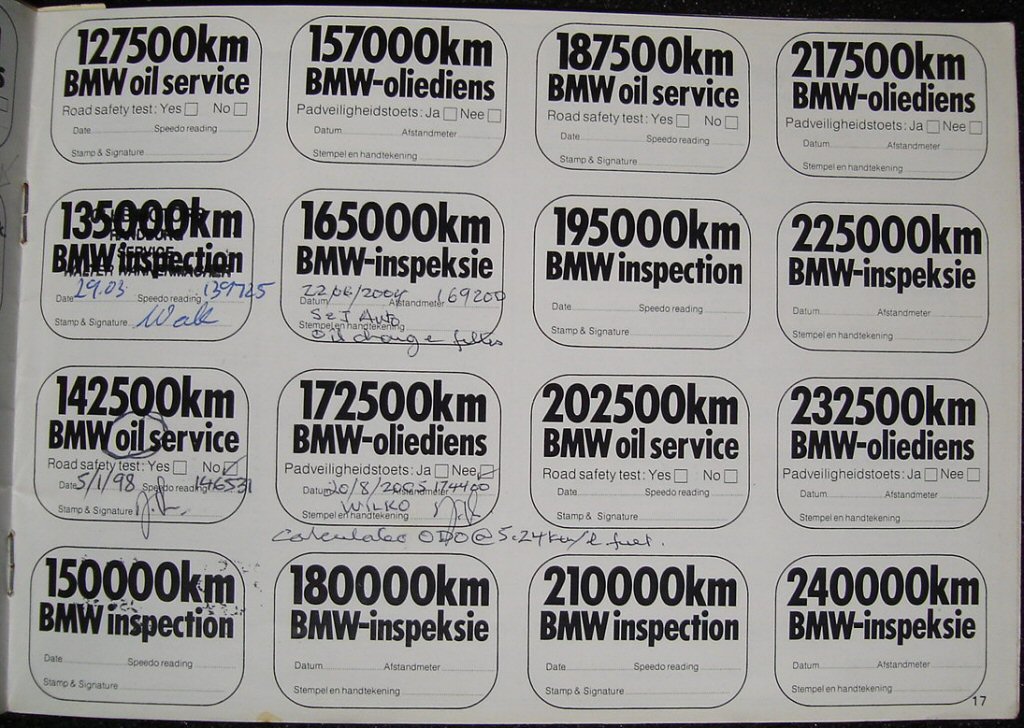 127500km
BMW oil service
Road safety test: Yes No
Date Speedo reading
Stamp & Signature
157000km
BMW-oliediens
Padveiligheidstoets: Ja Nee
Datum Afstandmeter
Stempel en handtekening
187500km
BMW oil service
Road safety test: Yes No
Date Speedo reading
Stamp & Signature
217500km
BMW-oliediens
Padveiligheidstoets: Ja Nee
Datum Afstandmeter
Stempel en handtekening
135000km
BMW inspection
SERVICE
Date 29.03 Speedo reading 139725
Stamp & Signature
165000km
BMW-inspeksie
22/06/2004 169200
Datum Afstandmeter
S&J Auto
Stempel en handtekening
oil change filter
195000km
BMW inspection
Date Speedo reading
Stamp & Signature
225000km
BMW-inspeksie
Datum Afstandmeter
Stempel en handtekening
142500km
BMW oil service
Road safety test: Yes No
Date 5/1/98 Speedo reading 146531
Stamp & Signature
172500km
BMW-oliediens
Padveiligheidstoets: Ja Nee
Datum 20/8/2005 174400
WILRO
Stempel en handtekening
Calculated ODO @ 5.24km/l fuel.
202500km
BMW oil service
Road safety test: Yes No
Date Speedo reading
Stamp & Signature
232500km
BMW-oliediens
Padveiligheidstoets: Ja Nee
Datum Afstandmeter
Stempel en handtekening
150000km
BMW inspection
Date Speedo reading
Stamp & Signature
180000km
BMW-inspeksie
Datum Afstandmeter
Stempel en handtekening
210000km
BMW inspection
Date Speedo reading
Stamp & Signature
240000km
BMW-inspeksie
Datum Afstandmeter
Stempel en handtekening
17